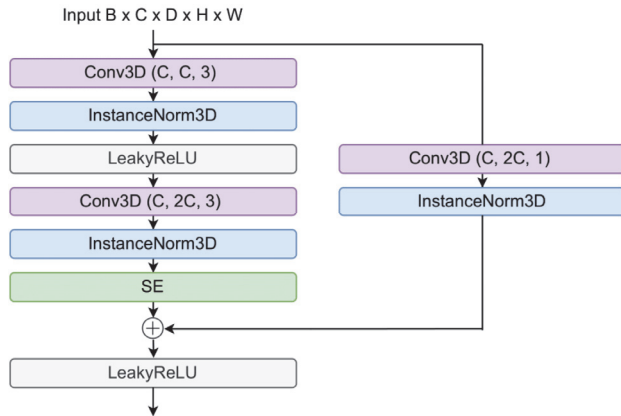 Input B x C x D x H x W
Conv3D (C, C, 3)
InstanceNorm3D
LeakyReLU
Conv3D (C, 2C, 3)
InstanceNorm3D
SE
LeakyReLU
Conv3D (C, 2C, 1)
InstanceNorm3D